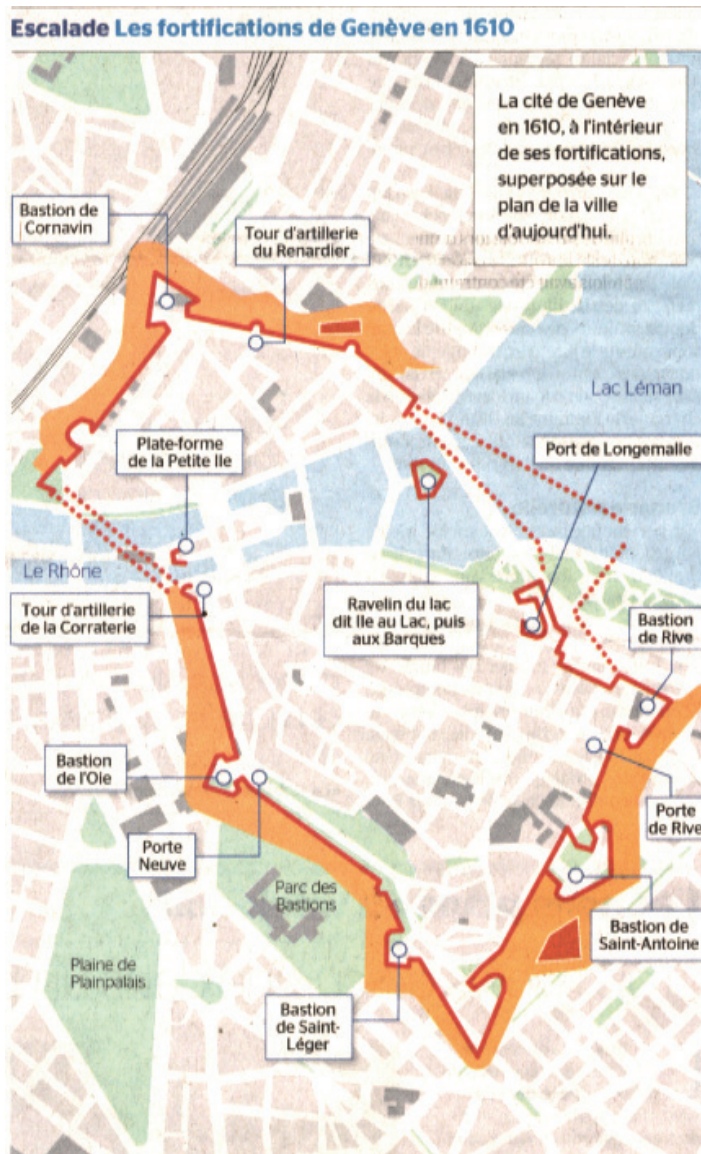 Escalade Les fortifications de Genève en 1610
La cité de Genève
en 1610, à l'intérieur
de ses fortifications,
superposée sur le
plan de la ville
d'aujourd'hui.
Bastion de
Cornavin
Tour d'artillerie
du Renardier
Lac Léman
Plate-forme
de la Petite Ile
Port de Longemalle
Le Rhône
Tour d'artillerie
de la Corraterie
Ravelin du lac
dit Ile au Lac, puis
aux Barques
Bastion
de Rive
Bastion
de l'Oie
Porte
Neuve
Porte
de Rive
Parc des
Bastions
Plaine de
Plainpalais
Bastion de
Saint-Antoine
Bastion
de Saint-
Léger